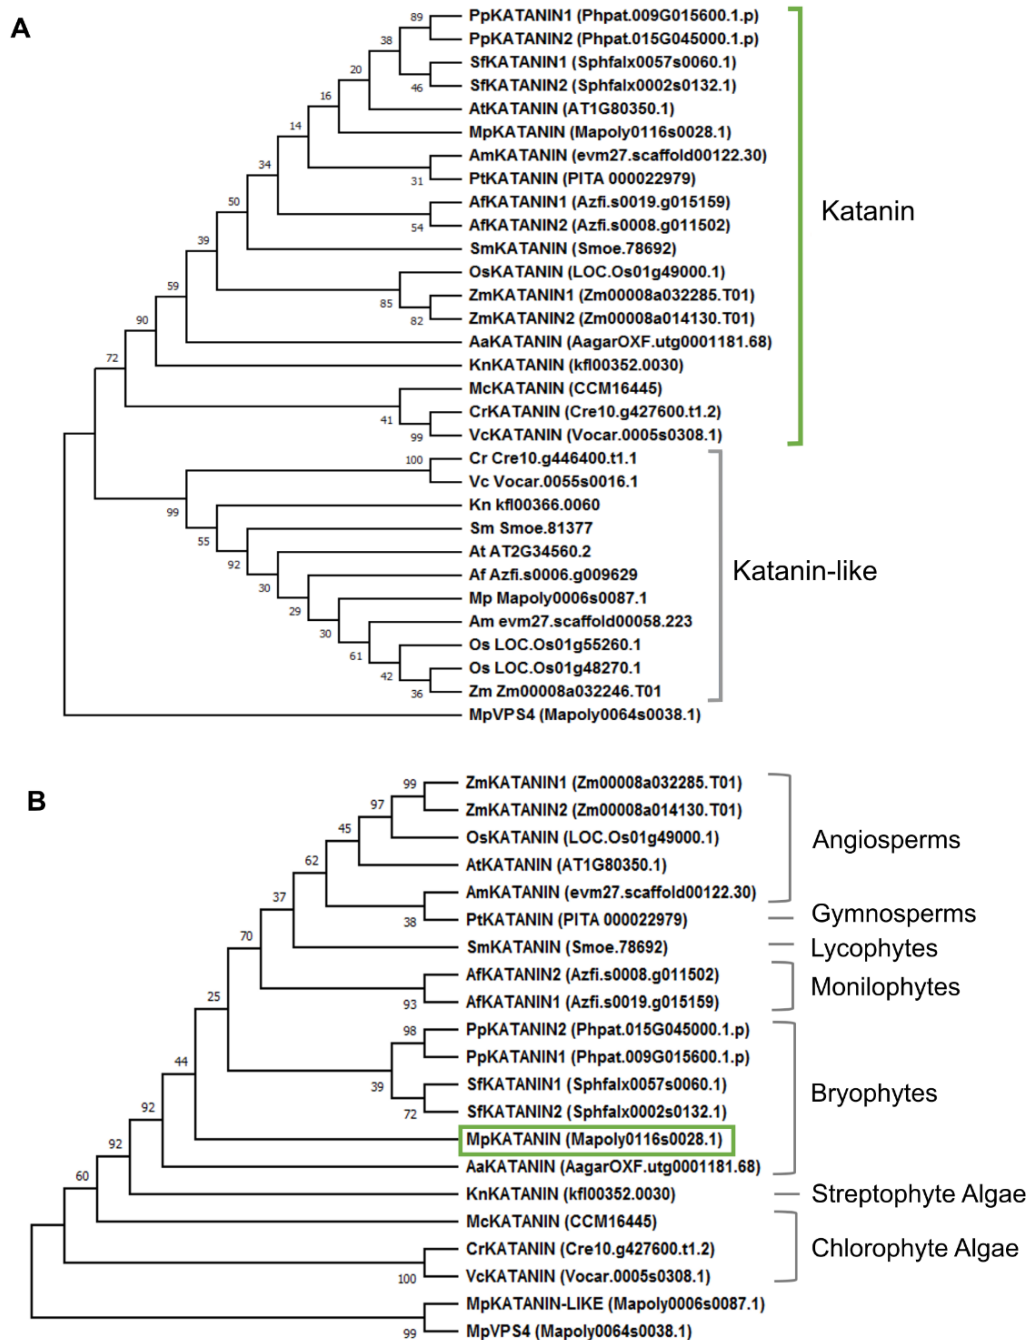 A
89
PpKATANIN1 (Phpat.009G015600.1.p)
PpKATANIN2 (Phpat.015G045000.1.p)
38
SfKATANIN1 (Sphfalx0057s0060.1)
20
46
SfKATANIN2 (Sphfalx0002s0132.1)
16
AtKATANIN (AT1G80350.1)
14
MpKATANIN (Mapoly0116s0028.1)
AmKATANIN (evm27.scaffold00122.30)
34
31
PtKATANIN (PITA 000022979)
50
AfKATANIN1 (Azfi.s0019.g015159)
54
AfKATANIN2 (Azfi.s0008.g011502)
Katanin
39
SmKATANIN (Smoe.78692)
OsKATANIN (LOC.Os01g49000.1)
59
85
ZmKATANIN1 (Zm00008a032285.T01)
82
ZmKATANIN2 (Zm00008a014130.T01)
90
AaKATANIN (AagarOXF.utg0001181.68)
72
KnKATANIN (kfl00352.0030)
McKATANIN (CCM16445)
41
CrKATANIN (Cre10.g427600.t1.2)
99
VcKATANIN (Vocar.0005s0308.1)
100
Cr Cre10.g446400.t1.1
Vc Vocar.0055s0016.1
99
Kn kfl00366.0060
55
Sm Smoe.81377
92
At AT2G34560.2
30
Af Azfi.s0006.g009629
Katanin-like
29
Mp Mapoly0006s0087.1
30
Am evm27.scaffold00058.223
61
Os LOC.Os01g55260.1
42
Os LOC.Os01g48270.1
36
Zm Zm00008a032246.T01
MpVPS4 (Mapoly0064s0038.1)
B
99
ZmKATANIN1 (Zm00008a032285.T01)
97
ZmKATANIN2 (Zm00008a014130.T01)
45
OsKATANIN (LOC.Os01g49000.1)
Angiosperms
62
AtKATANIN (AT1G80350.1)
37
AmKATANIN (evm27.scaffold00122.30)
38
PtKATANIN (PITA 000022979)
Gymnosperms
70
SmKATANIN (Smoe.78692)
Lycophytes
AfKATANIN2 (Azfi.s0008.g011502)
Monilophytes
25
93
AfKATANIN1 (Azfi.s0019.g015159)
98
PpKATANIN2 (Phpat.015G045000.1.p)
44
PpKATANIN1 (Phpat.009G015600.1.p)
39
SfKATANIN1 (Sphfalx0057s0060.1)
Bryophytes
92
72
SfKATANIN2 (Sphfalx0002s0132.1)
MpKATANIN (Mapoly0116s0028.1)
92
AaKATANIN (AagarOXF.utg0001181.68)
60
KnKATANIN (kfl00352.0030)
Streptophyte Algae
McKATANIN (CCM16445)
CrKATANIN (Cre10.g427600.t1.2)
Chlorophyte Algae
100
VcKATANIN (Vocar.0005s0308.1)
MpKATANIN-LIKE (Mapoly0006s0087.1)
99
MpVPS4 (Mapoly0064s0038.1)